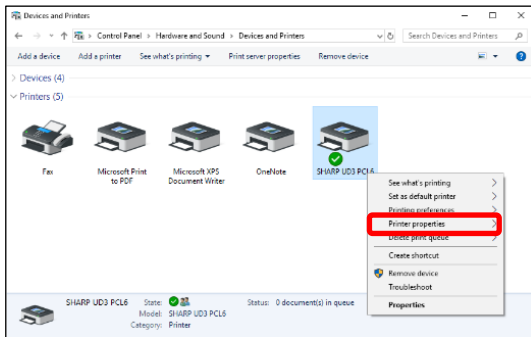 Devices and Printers
Control Panel > Hardware and Sound > Devices and Printers
Search Devices and Printers
Add a device Add a printer See what's printing Print server properties Remove device
Devices (4)
Printers (5)
Fax
Microsoft Print
to PDF
Microsoft XPS
Document Writer
OneNote
SHARP UD3 PCL6
See what's printing
Set as default printer
Printing preferences
Printer properties
Delete print queue
Create shortcut
Remove device
Troubleshoot
Properties
SHARP UD3 PCL6 State: Status: 0 document(s) in queue
Model: SHARP UD3 PCL6
Category: Printer